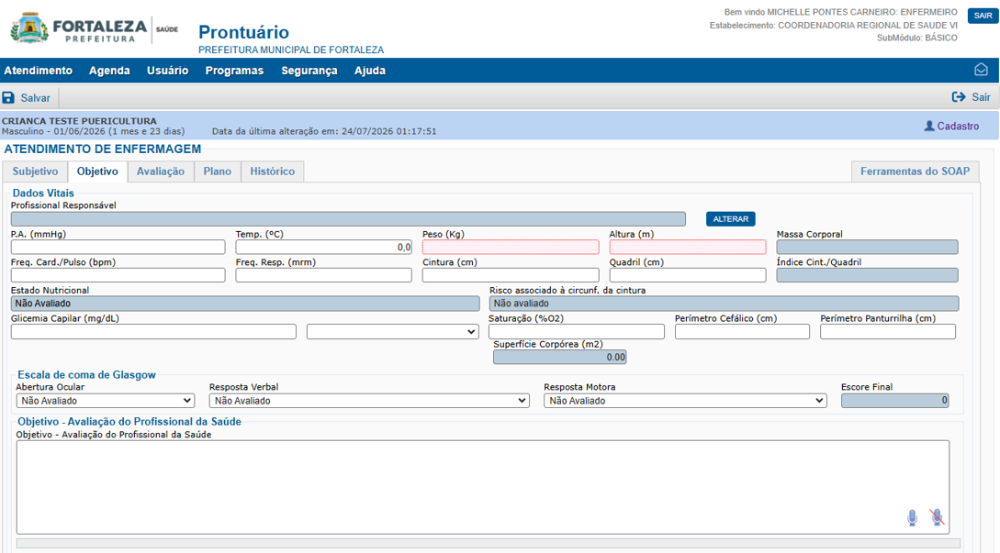 FORTALEZA
PREFEITURA
SAÚDE
Prontuário
PREFEITURA MUNICIPAL DE FORTALEZA
Bem vindo MICHELLE PONTES CARNEIRO: ENFERMEIRO
Estabelecimento: COORDENADORIA REGIONAL DE SAUDE VI
SubMódulo: BÁSICO
SAIR
Atendimento Agenda Usuário Programas Segurança Ajuda
Salvar
Sair
CRIANCA TESTE PUERICULTURA
Masculino - 01/06/2026 (1 mes e 23 dias) Data da última alteração em: 24/07/2026 01:17:51
Cadastro
ATENDIMENTO DE ENFERMAGEM
Subjetivo Objetivo Avaliação Plano Histórico Ferramentas do SOAP
Dados Vitais
Profissional Responsável
ALTERAR
P.A. (mmHg) Temp. (ºC) Peso (Kg) Altura (m) Massa Corporal
0,0
Freq. Card./Pulso (bpm) Freq. Resp. (mrm) Cintura (cm) Quadril (cm) Índice Cint./Quadril
Estado Nutricional Risco associado à circunf. da cintura
Não Avaliado Não avaliado
Glicemia Capilar (mg/dL) Saturação (%O2) Perímetro Cefálico (cm) Perímetro Panturrilha (cm)
Superfície Corpórea (m2)
0.00
Escala de coma de Glasgow
Abertura Ocular Resposta Verbal Resposta Motora Escore Final
Não Avaliado Não Avaliado Não Avaliado 0
Objetivo - Avaliação do Profissional da Saúde
Objetivo - Avaliação do Profissional da Saúde